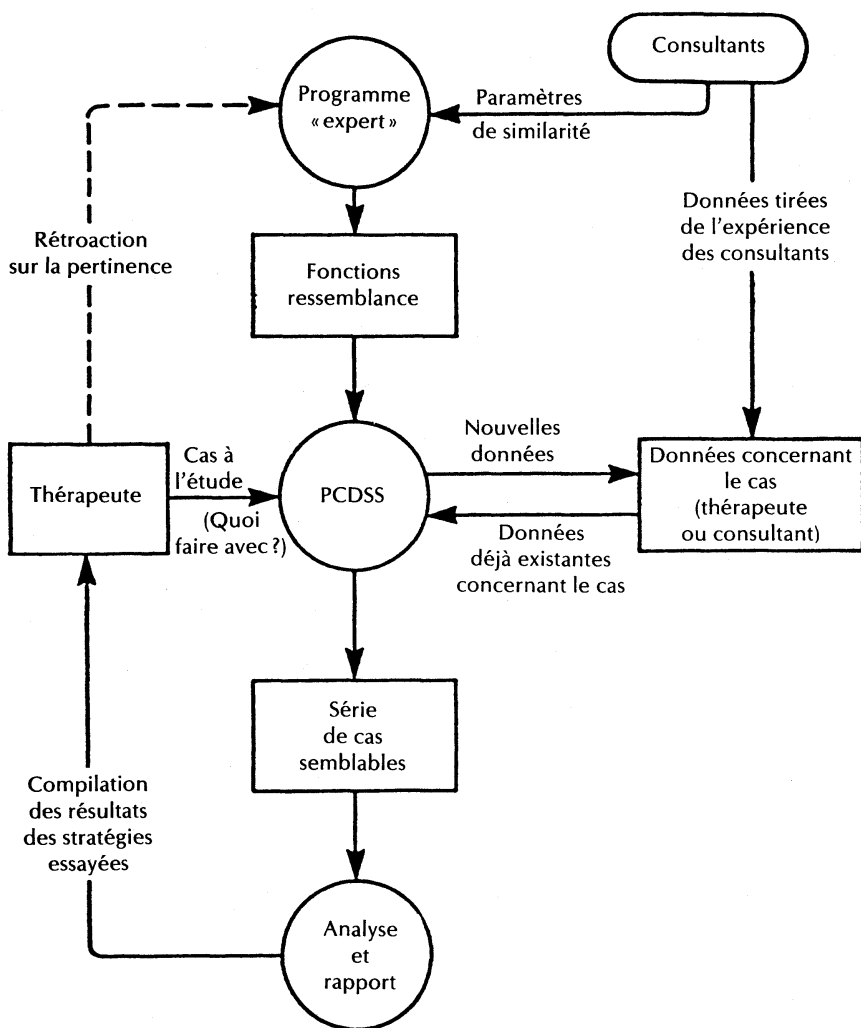 Consultants
Programme
« expert »
Paramètres
de similarité
Données tirées
de l'expérience
des consultants
Rétroaction
sur la pertinence
Fonctions
ressemblance
Thérapeute
Cas à
l'étude
(Quoi
faire avec ?)
PCDSS
Nouvelles
données
Données
déjà existantes
concernant le cas
Données concernant
le cas
(thérapeute
ou consultant)
Série
de cas
semblables
Compilation
des résultats
des stratégies
essayées
Analyse
et
rapport